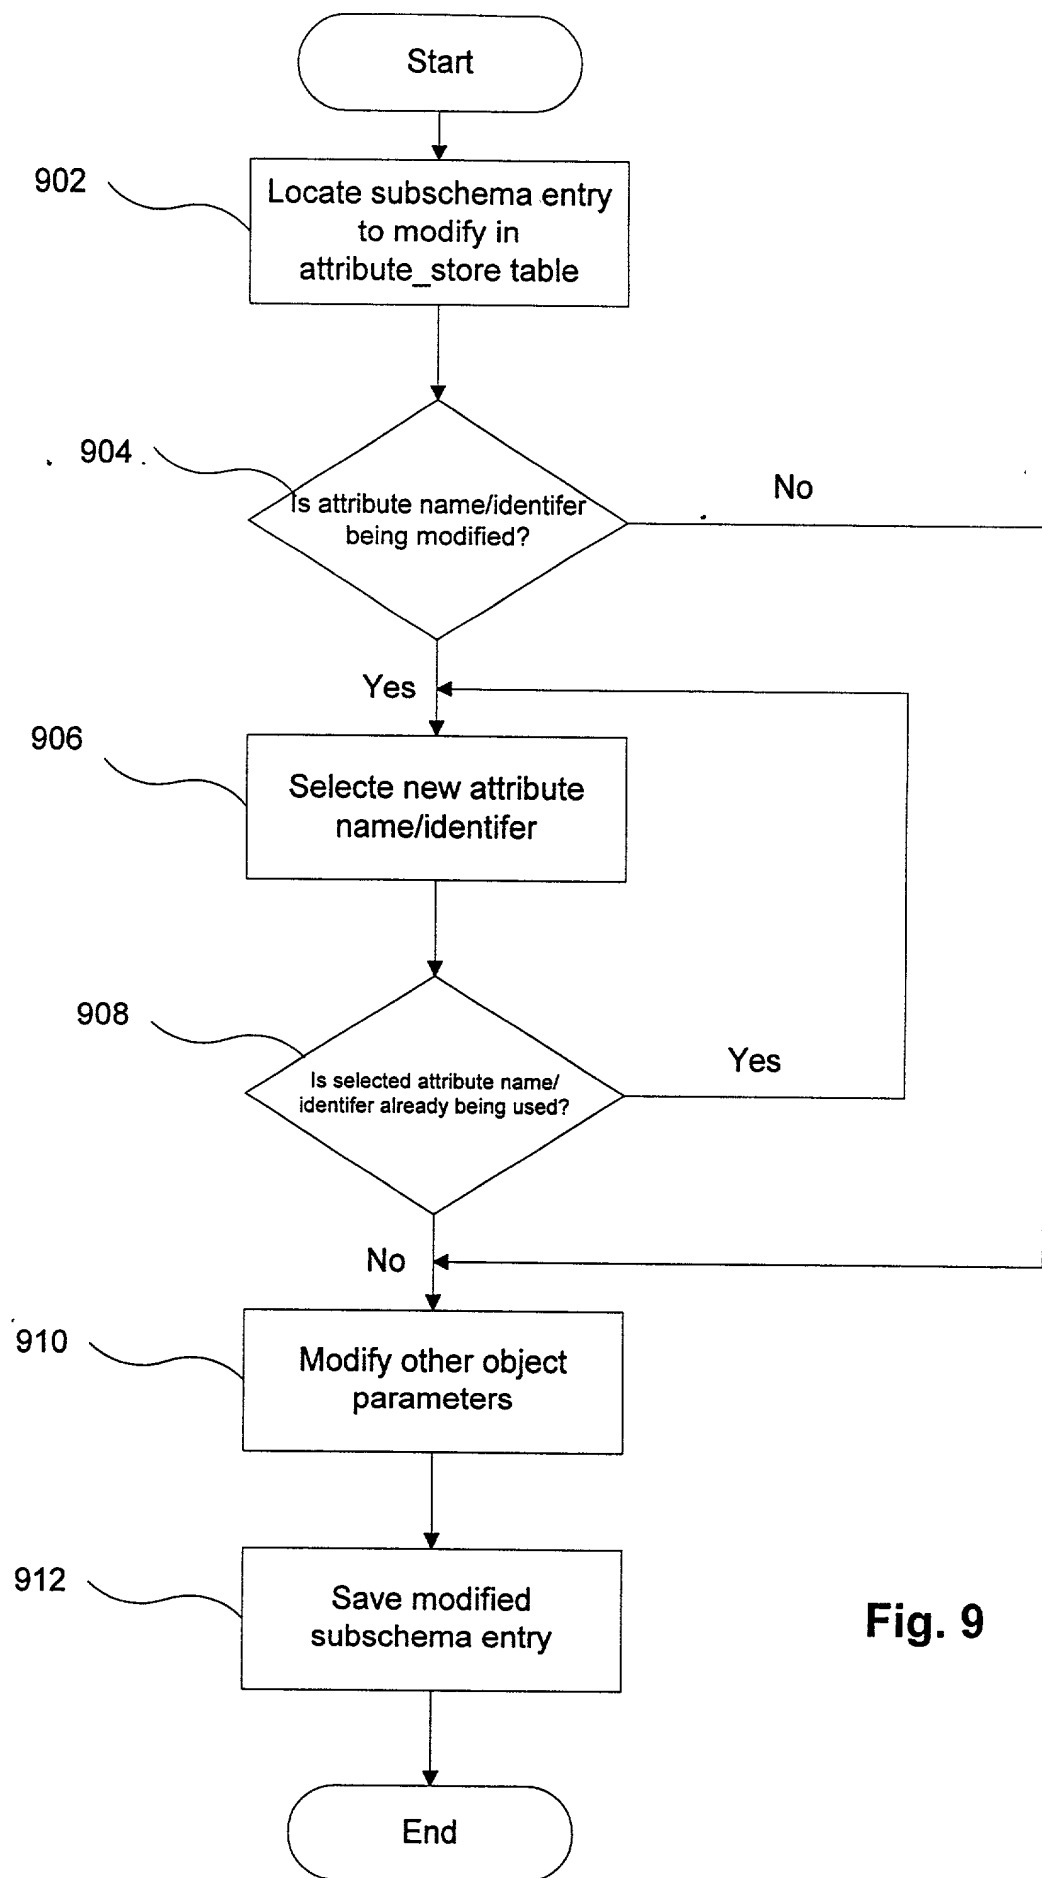 Start
902
Locate subschema entry
to modify in
attribute_store table
904
Is attribute name/identifer
being modified?
No
Yes
906
Selecte new attribute
name/identifer
908
Is selected attribute name/
identifer already being used?
Yes
No
910
Modify other object
parameters
912
Save modified
subschema entry
Fig. 9
End